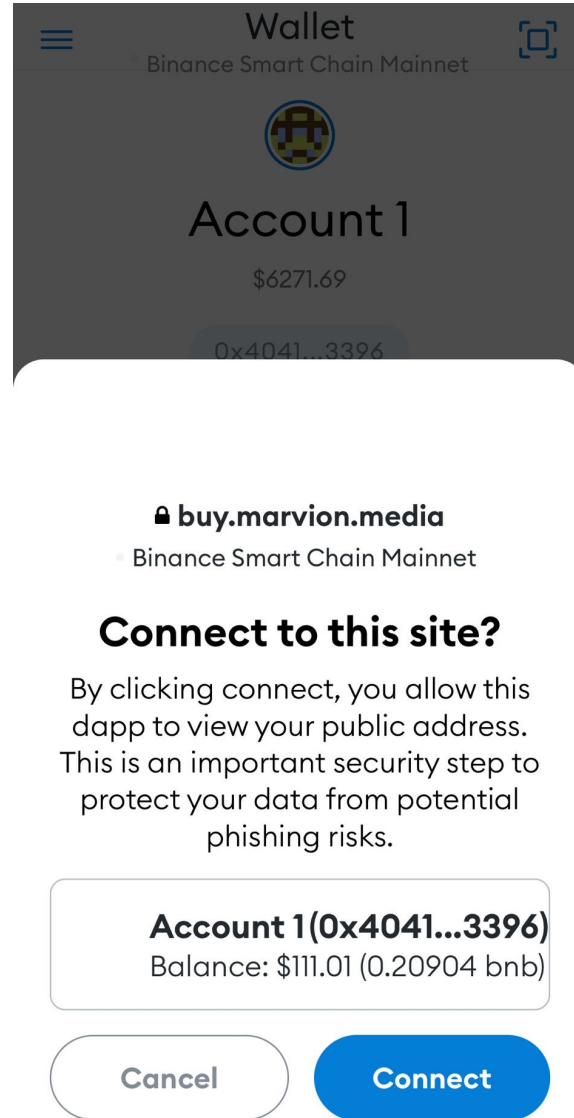 Wallet
Binance Smart Chain Mainnet
Account 1
$6271.69
0x4041...3396
buy.marvion.media
Binance Smart Chain Mainnet
Connect to this site?
By clicking connect, you allow this
dapp to view your public address.
This is an important security step to
protect your data from potential
phishing risks.
Account 1(0x4041...3396)
Balance: $111.01 (0.20904 bnb)
Cancel
Connect